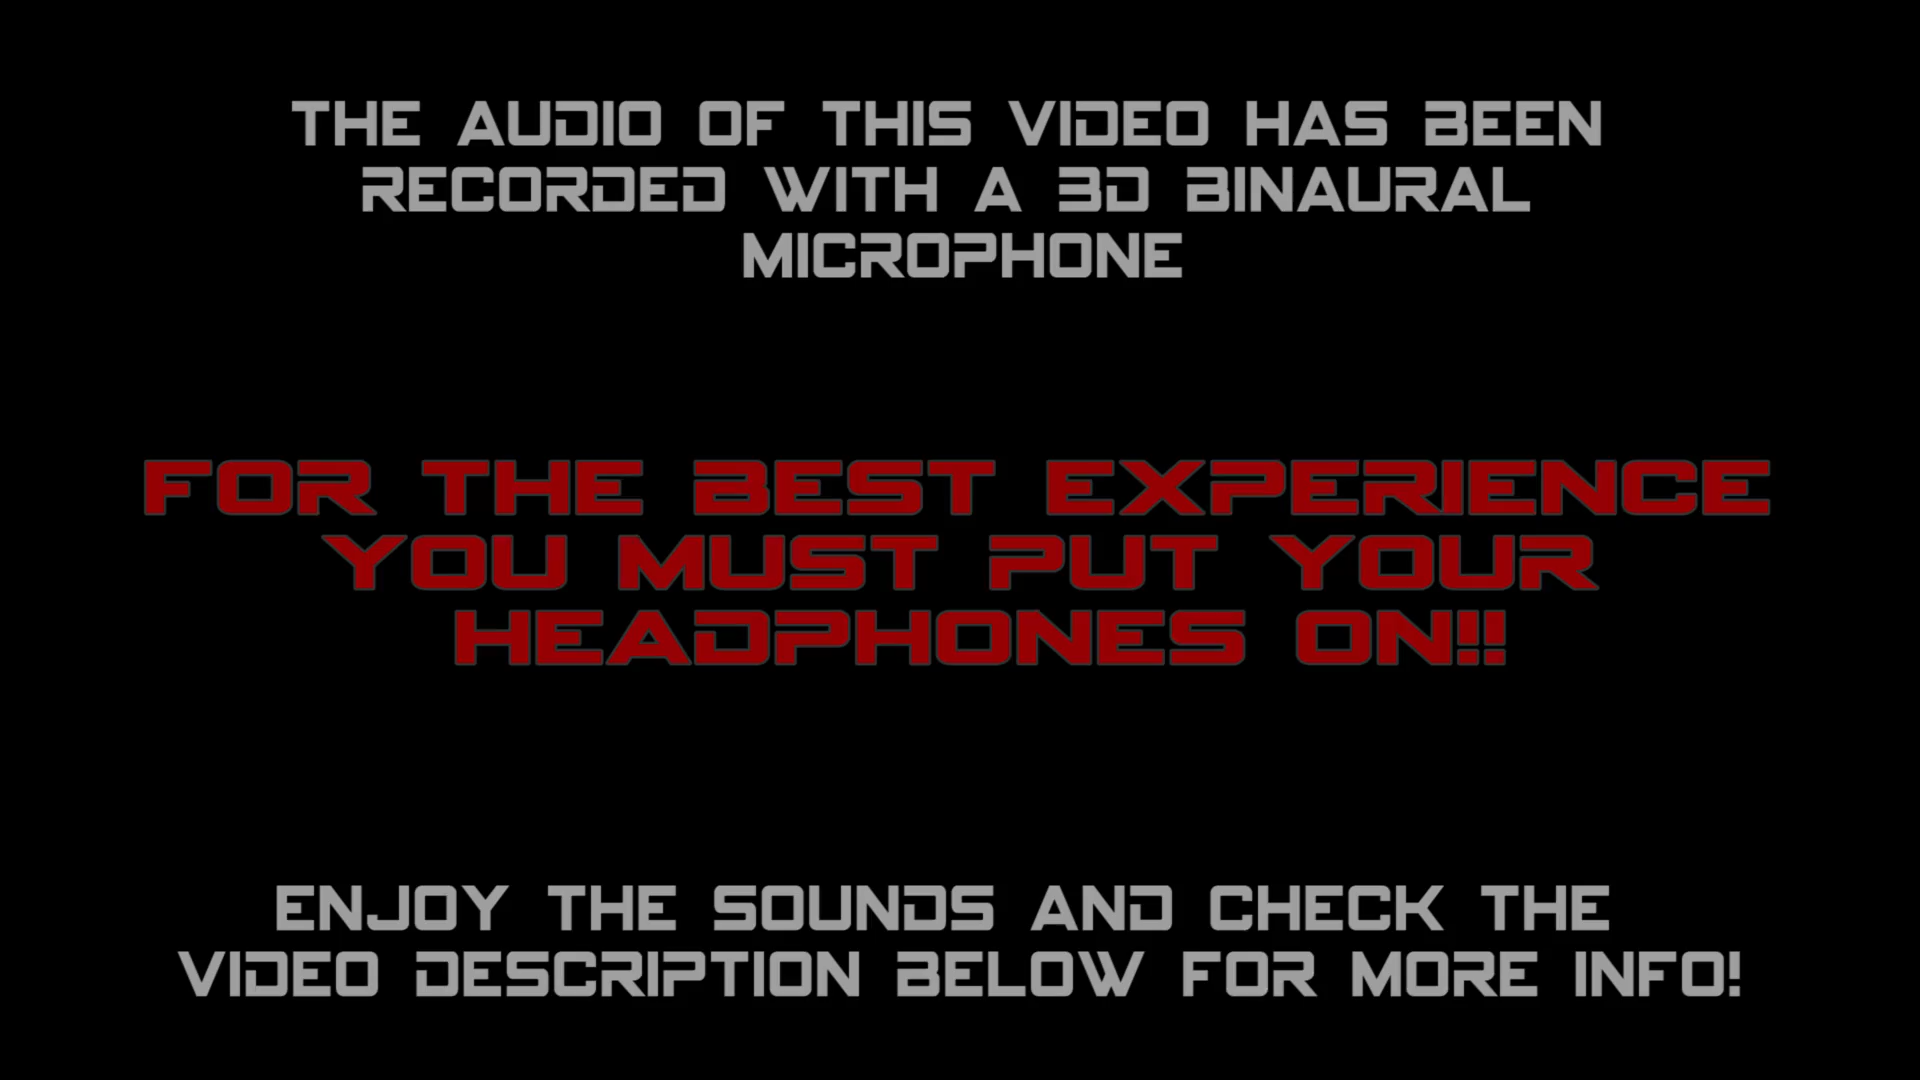 THE AUDIO OF THIS VIDEO HAS BEEN
RECORDED WITH A 3D BINAURAL
MICROPHONE
FOR THE BEST EXPERIENCE
YOU MUST PUT YOUR
HEADPHONES ON!!
ENJOY THE SOUNDS AND CHECK THE
VIDEO DESCRIPTION BELOW FOR MORE INFO!